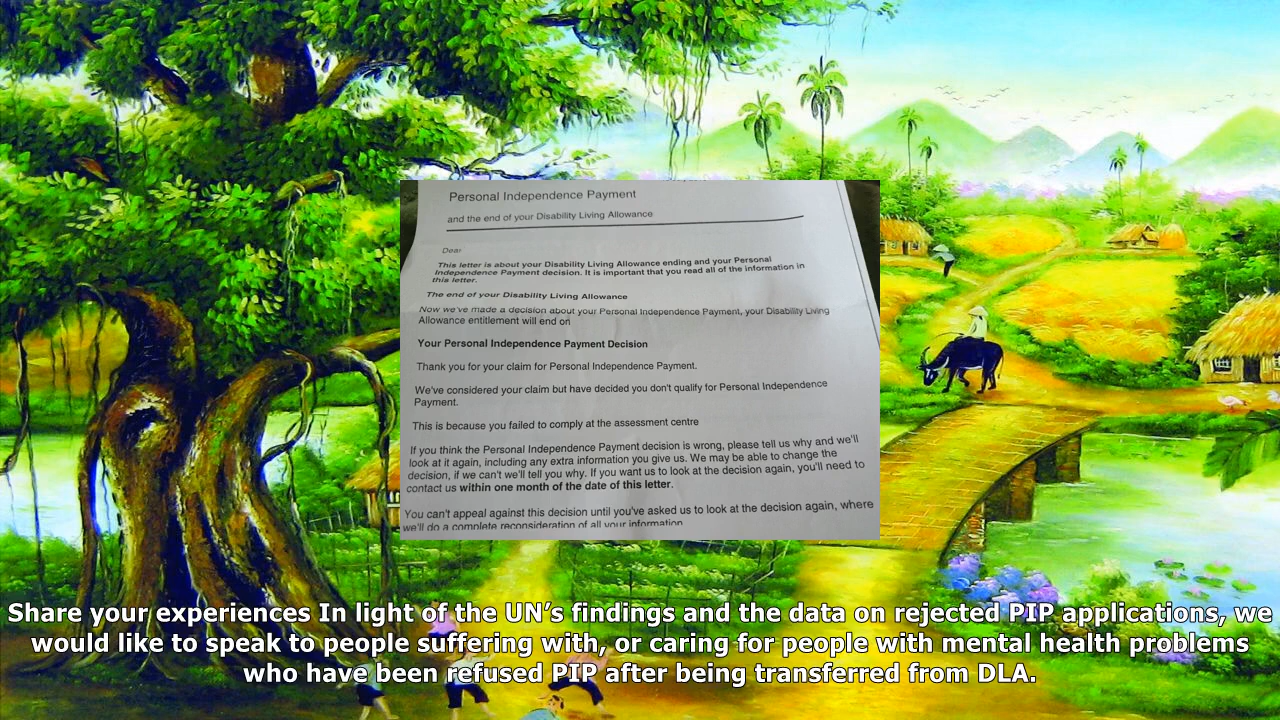 Personal Independence Payment
and the end of your Disability Living Allowance
Dear
This letter is about your Disability Living Allowance ending and your Personal
Independence Payment decision. It is important that you read all of the information in
this letter.
The end of your Disability Living Allowance
Now we've made a decision about your Personal Independence Payment, your Disability Living
Allowance entitlement will end on
Your Personal Independence Payment Decision
Thank you for your claim for Personal Independence Payment.
We've considered your claim but have decided you don't qualify for Personal Independence
Payment.
This is because you failed to comply at the assessment centre
If you think the Personal Independence Payment decision is wrong, please tell us why and we'll
look at it again, including any extra information you give us. We may be able to change the
decision, if we can't we'll tell you why. If you want us to look at the decision again, you'll need to
contact us within one month of the date of this letter.
You can't appeal against this decision until you've asked us to look at the decision again, where
we'll do a complete reconsideration of all your information
Share your experiences In light of the UN’s findings and the data on rejected PIP applications, we
would like to speak to people suffering with, or caring for people with mental health problems
who have been refused PIP after being transferred from DLA.